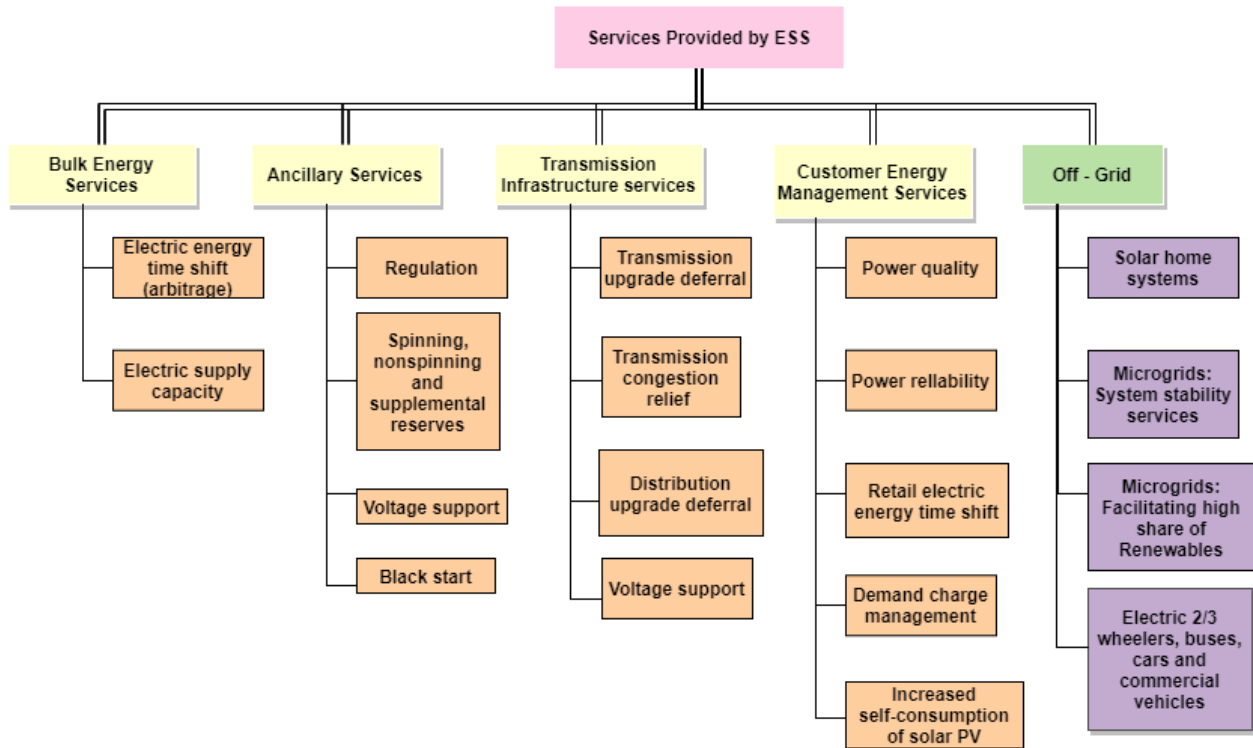 Services Provided by ESS
Bulk Energy
Services
Ancillary Services
Transmission
Infrastructure services
Customer Energy
Management Services
Off - Grid
Electric energy
time shift
(arbitrage)
Electric supply
capacity
Regulation
Spinning,
nonspinning
and
supplemental
reserves
Voltage support
Black start
Transmission
upgrade deferral
Transmission
congestion
relief
Distribution
upgrade deferral
Voltage support
Power quality
Power rellability
Retail electric
energy time shift
Demand charge
management
Increased
self-consumption
of solar PV
Solar home
systems
Microgrids:
System stability
services
Microgrids:
Facilitating high
share of
Renewables
Electric 2/3
wheelers, buses,
cars and
commercial
vehicles